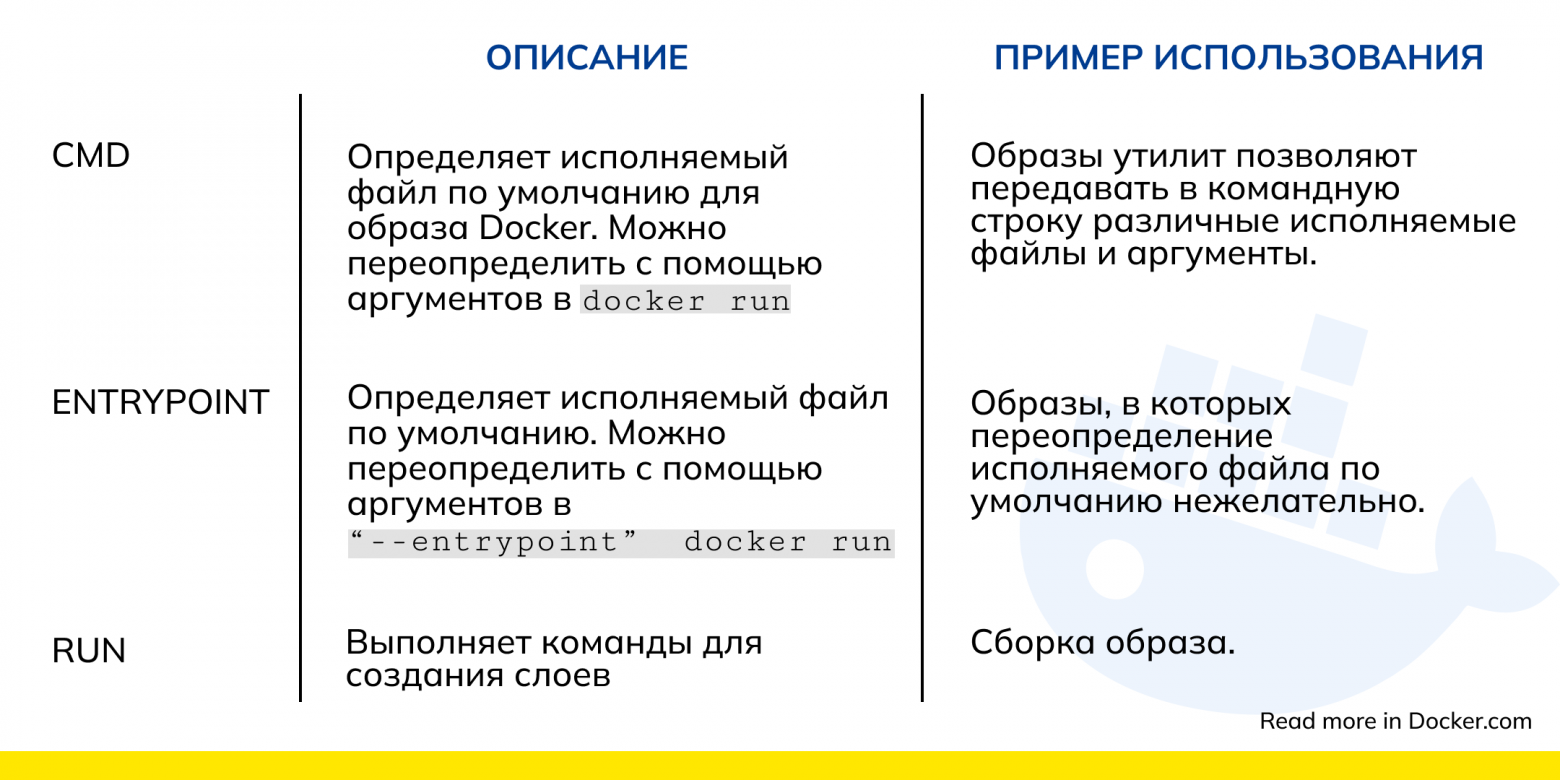 ОПИСАНИЕ
ПРИМЕР ИСПОЛЬЗОВАНИЯ
CMD
Определяет исполняемый
файл по умолчанию для
образа Docker. Можно
переопределить с помощью
аргументов в docker run
Образы утилит позволяют
передавать в командную
строку различные исполняемые
файлы и аргументы.
ENTRYPOINT
Определяет исполняемый файл
по умолчанию. Можно
переопределить с помощью
аргументов в
“--entrypoint” docker run
Образы, в которых
переопределение
исполняемого файла по
умолчанию нежелательно.
RUN
Выполняет команды для
создания слоев
Сборка образа.
Read more in Docker.com